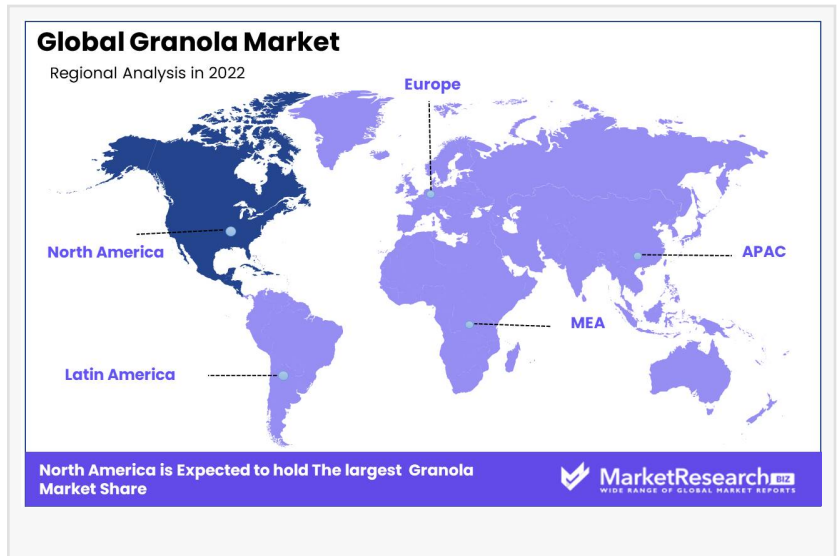 Global Granola Market
Regional Analysis in 2022
Europe
North America
APAC
MEA
Latin America
North America is Expected to hold The largest Granola
Market Share
MarketResearch BIZ
WIDE RANGE OF GLOBAL MARKET REPORTS